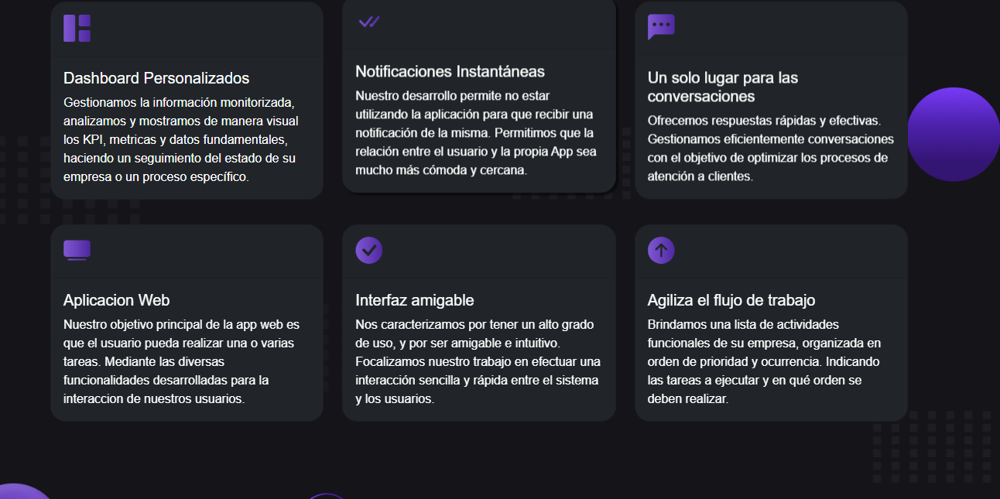 Dashboard Personalizados
Gestionamos la información monitorizada,
analizamos y mostramos de manera visual
los KPI, metricas y datos fundamentales,
haciendo un seguimiento del estado de su
empresa o un proceso específico.
Notificaciones Instantáneas
Nuestro desarrollo permite no estar
utilizando la aplicación para que recibir una
notificación de la misma. Permitimos que la
relación entre el usuario y la propia App sea
mucho más cómoda y cercana.
Un solo lugar para las
conversaciones
Ofrecemos respuestas rápidas y efectivas.
Gestionamos eficientemente conversaciones
con el objetivo de optimizar los procesos de
atención a clientes.
Aplicacion Web
Nuestro objetivo principal de la app web es
que el usuario pueda realizar una o varias
tareas. Mediante las diversas
funcionalidades desarrolladas para la
interaccion de nuestros usuarios.
Interfaz amigable
Nos caracterizamos por tener un alto grado
de uso, y por ser amigable e intuitivo.
Focalizamos nuestro trabajo en efectuar una
interacción sencilla y rápida entre el sistema
y los usuarios.
Agiliza el flujo de trabajo
Brindamos una lista de actividades
funcionales de su empresa, organizada en
orden de prioridad y ocurrencia. Indicando
las tareas a ejecutar y en qué orden se
deben realizar.